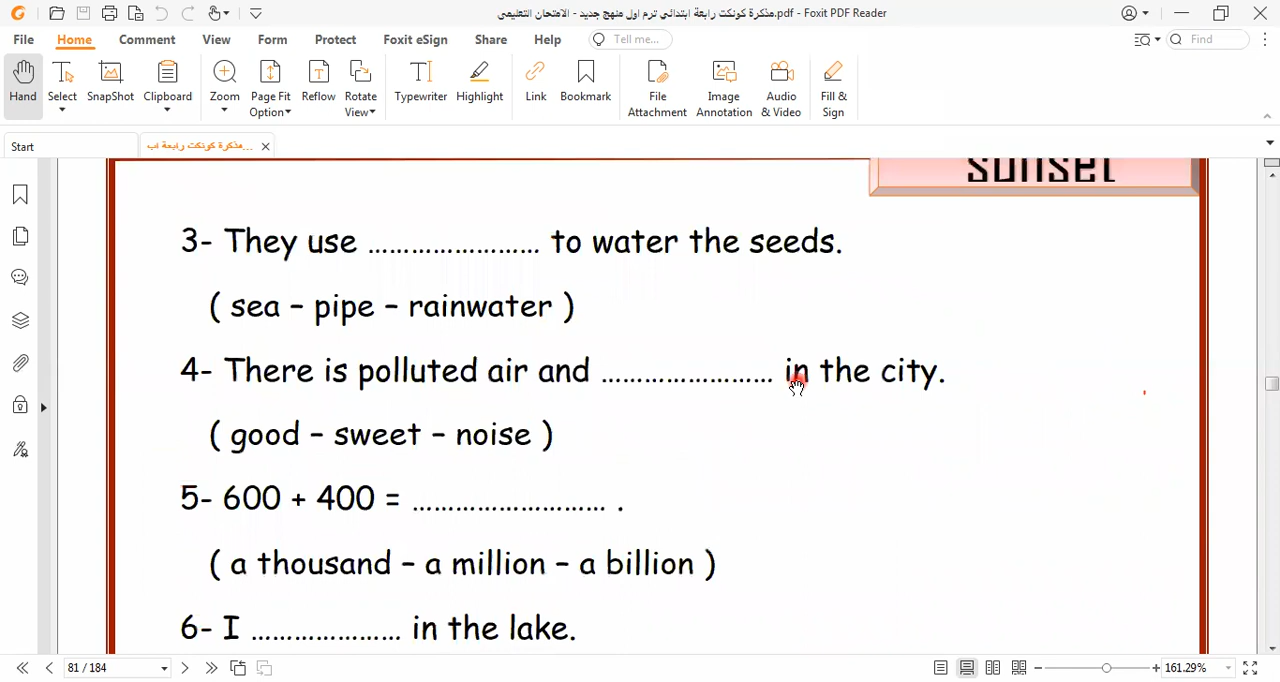 مذكرة كونكت رابعة ابتدائي ترم اول منهج جديد - الامتحان التعليمي.pdf - Foxit PDF Reader
File Home Comment View Form Protect Foxit eSign Share Help Tell me... Find
Hand Select SnapShot Clipboard Zoom Page Fit Option Reflow Rotate View Typewriter Highlight Link Bookmark File Attachment Image Annotation Audio & Video Fill & Sign
Start مذكرة كونكت رابعة اب...
sunset
3- They use ........................ to water the seeds.
( sea – pipe – rainwater )
4- There is polluted air and ........................ in the city.
( good – sweet – noise )
5- 600 + 400 = ........................... .
( a thousand – a million – a billion )
6- I ..................... in the lake.
81 / 184 161.29%